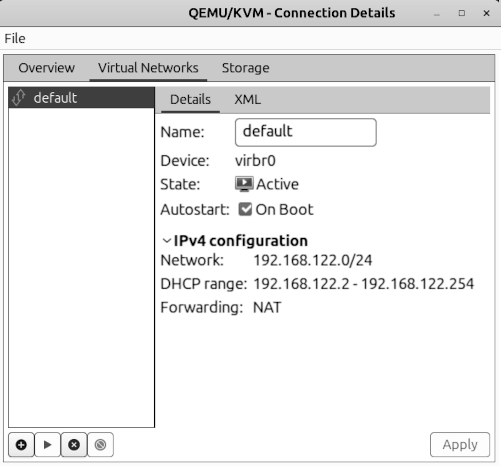 QEMU/KVM - Connection Details
File
Overview Virtual Networks Storage
default
Details XML
Name: default
Device: virbr0
State: Active
Autostart: On Boot
IPv4 configuration
Network: 192.168.122.0/24
DHCP range: 192.168.122.2 - 192.168.122.254
Forwarding: NAT
Apply